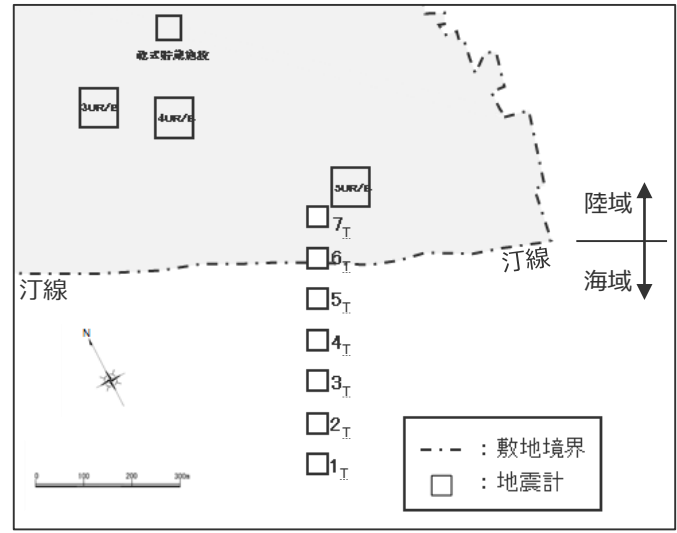 乾式貯蔵施設
3UR/B
4UR/B
5UR/B
7T
陸域
6T
汀線
海域
汀線
5T
N
4T
3T
2T
－・－ ：敷地境界
0 100 200 300m
1T
□ ：地震計